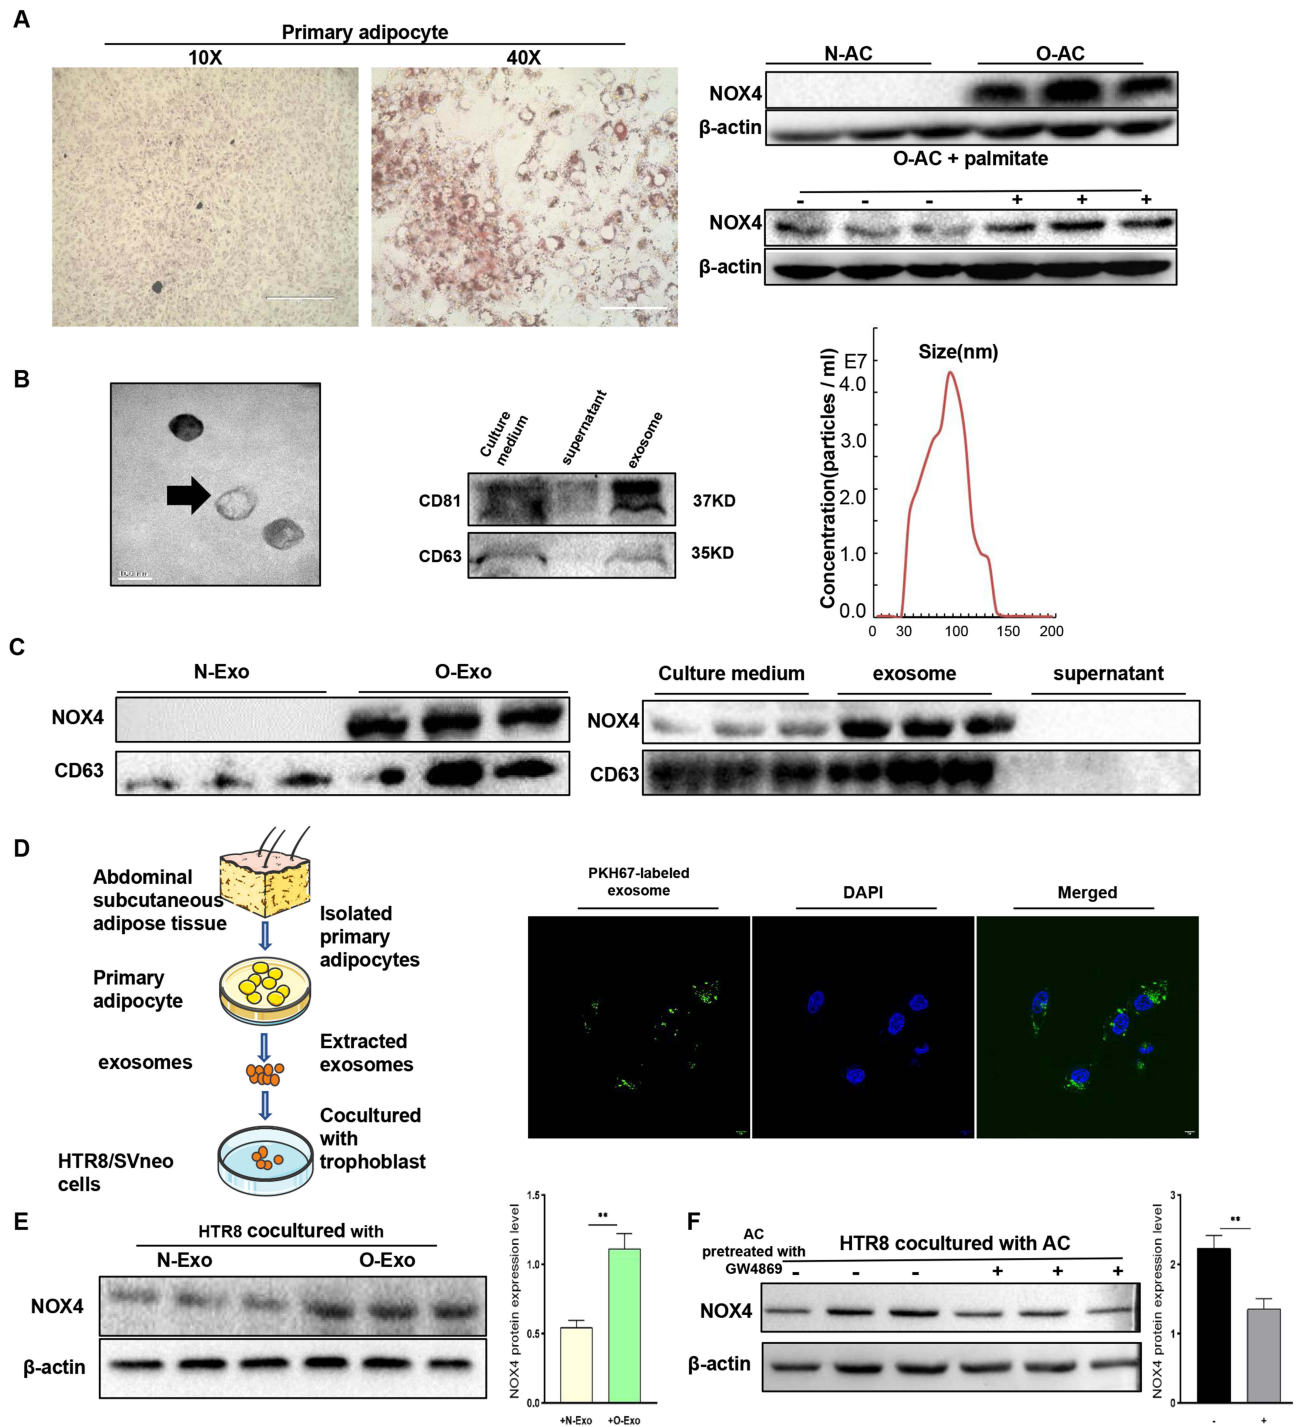 A
Primary adipocyte
10X
40X
N-AC
O-AC
NOX4
β-actin
O-AC + palmitate
- - - + + +
NOX4
β-actin
B
100 nm
Culture
medium
supernatant
exosome
CD81
37KD
CD63
35KD
Size(nm)
Concentration(particles / ml)
E7
4.0
3.0
2.0
1.0
0.0
0 30 100 150 200
C
N-Exo
O-Exo
NOX4
CD63
Culture medium
exosome
supernatant
NOX4
CD63
D
Abdominal
subcutaneous
adipose tissue
Isolated
primary
adipocytes
Primary
adipocyte
exosomes
Extracted
exosomes
Cocultured
with
trophoblast
HTR8/SVneo
cells
PKH67-labeled
exosome
DAPI
Merged
E
HTR8 cocultured with
N-Exo
O-Exo
NOX4
β-actin
NOX4 protein expression level
1.5
1.0
0.5
0.0
**
+N-Exo +O-Exo
F
AC
pretreated with
GW4869
HTR8 cocultured with AC
- - - + + +
NOX4
β-actin
NOX4 protein expression level
3
2
1
0
**
- +